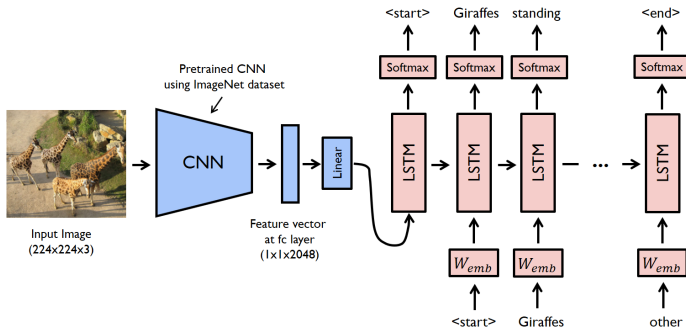 <start>
Giraffes
standing
<end>
Softmax
Softmax
Softmax
Softmax
Pretrained CNN
using ImageNet dataset
CNN
Linear
LSTM
LSTM
LSTM
...
LSTM
Input Image
(224x224x3)
Feature vector
at fc layer
(1x1x2048)
W_emb
W_emb
W_emb
<start>
Giraffes
other